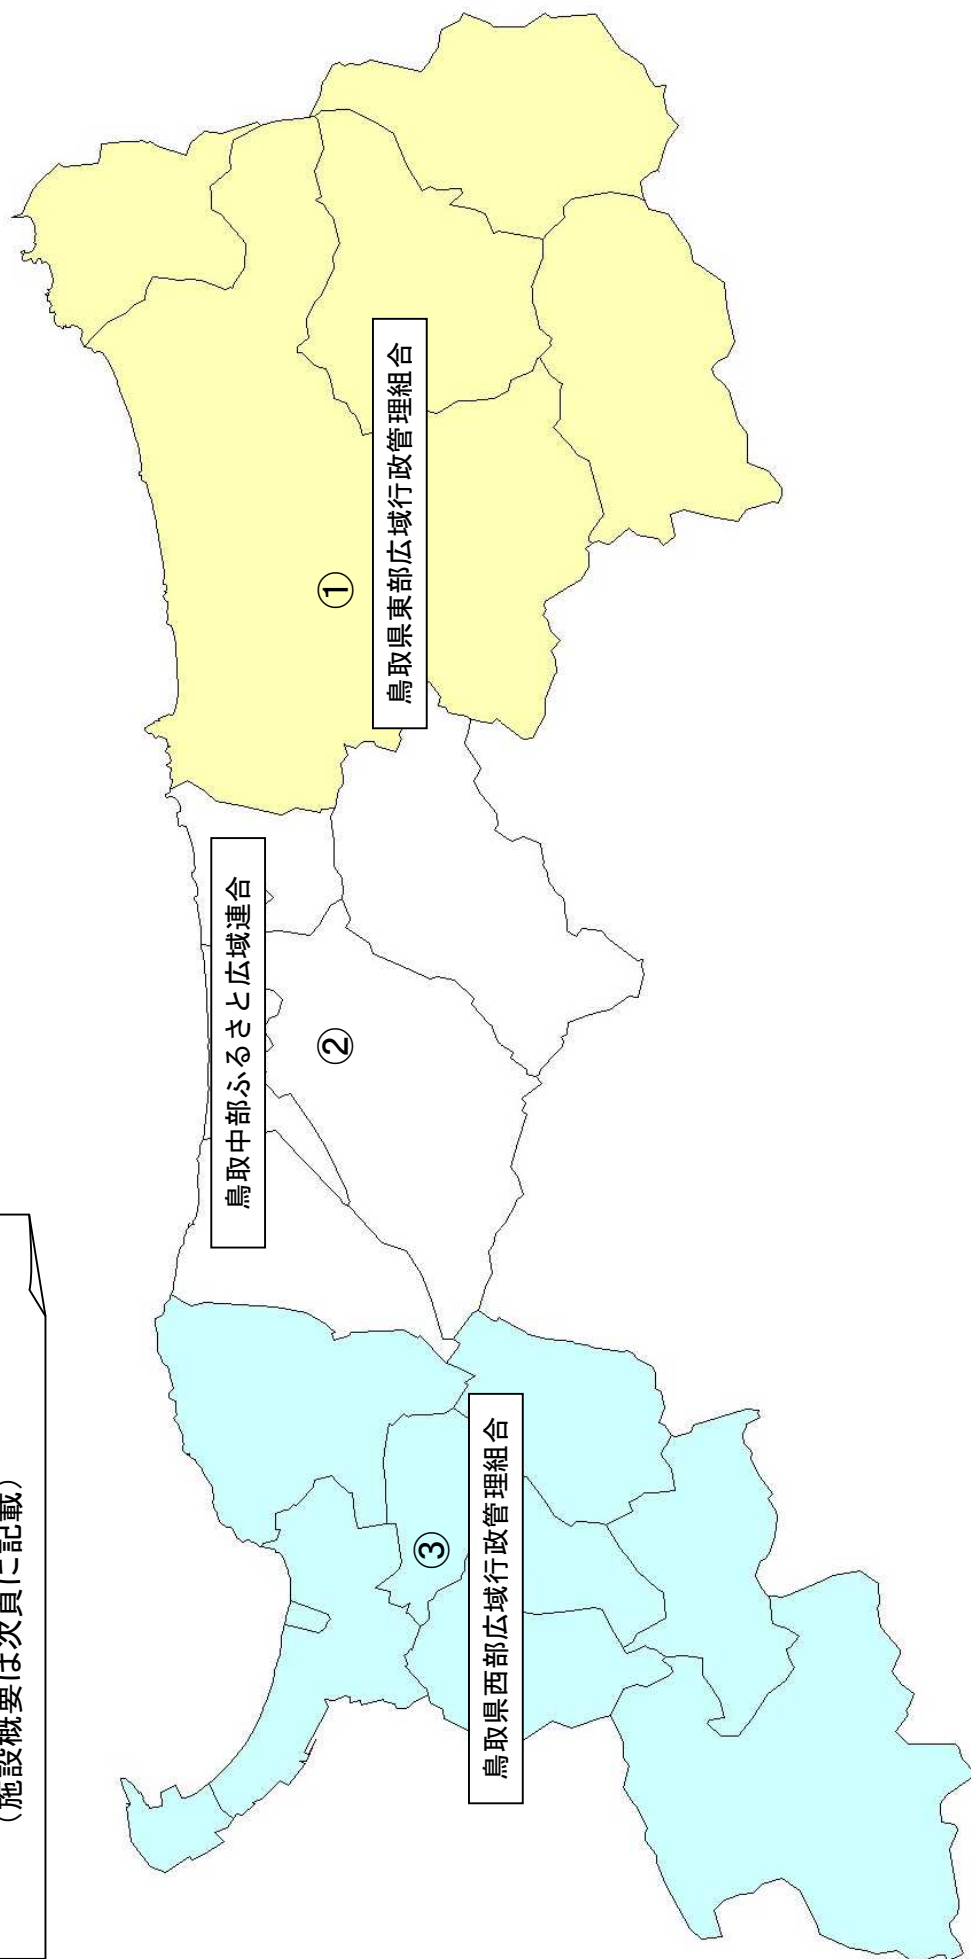 (施設概要は次頁に記載)
①
鳥取県東部広域行政管理組合
鳥取中部ふるさと広域連合
②
③
鳥取県西部広域行政管理組合